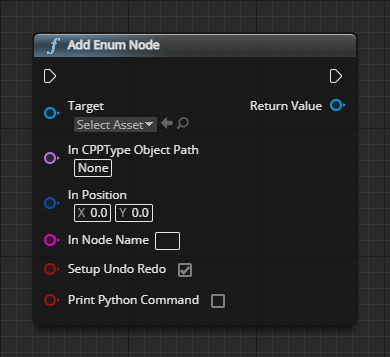 f Add Enum Node
Target
Return Value
Select Asset
In CPPType Object Path
None
In Position
X 0.0 Y 0.0
In Node Name
Setup Undo Redo
Print Python Command